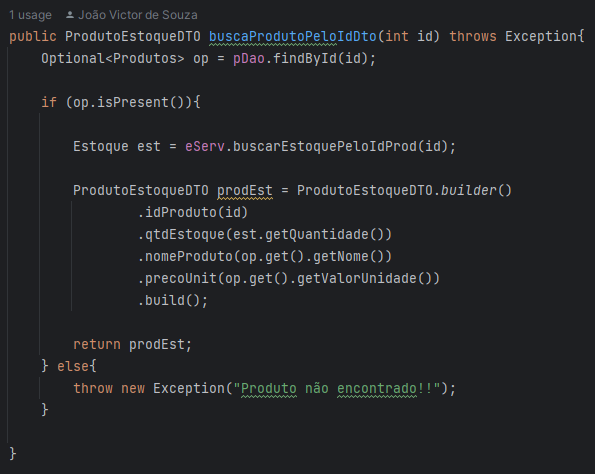 1 usage João Victor de Souza
public ProdutoEstoqueDTO buscaProdutoPeloIdDto(int id) throws Exception{
    Optional<Produtos> op = pDao.findById(id);

    if (op.isPresent()){

        Estoque est = eServ.buscarEstoquePeloIdProd(id);

        ProdutoEstoqueDTO prodEst = ProdutoEstoqueDTO.builder()
                .idProduto(id)
                .qtdEstoque(est.getQuantidade())
                .nomeProduto(op.get().getNome())
                .precoUnit(op.get().getValorUnidade())
                .build();

        return prodEst;
    } else{
        throw new Exception("Produto não encontrado!!");
    }

}